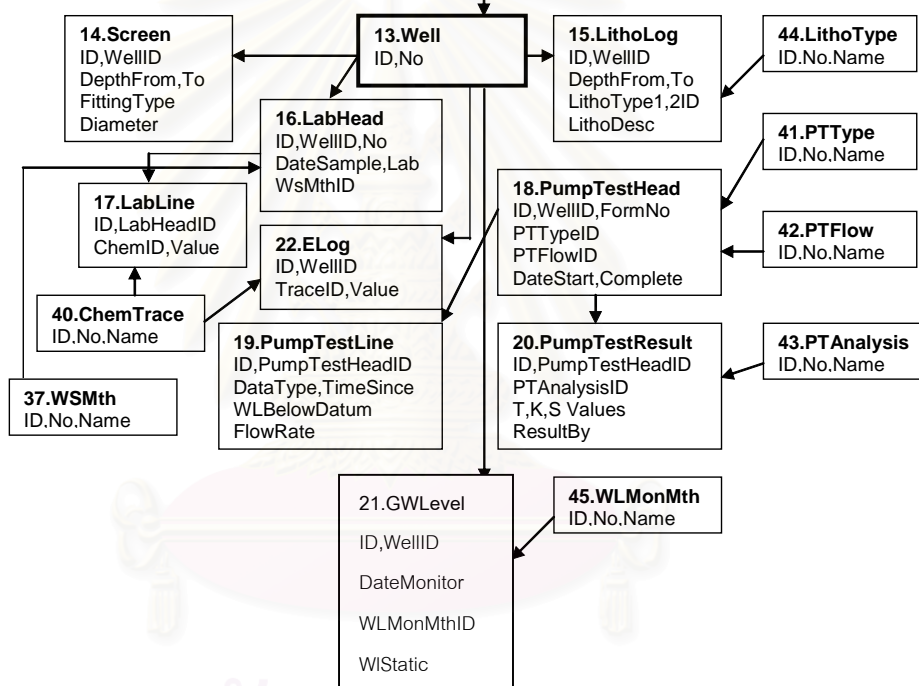 13.Well
ID,No
14.Screen
ID,WellID
DepthFrom,To
FittingType
Diameter
15.LithoLog
ID,WellID
DepthFrom,To
LithoType1,2ID
LithoDesc
44.LithoType
ID.No.Name
16.LabHead
ID,WellID,No
DateSample,Lab
WsMthID
41.PTType
ID.No.Name
17.LabLine
ID,LabHeadID
ChemID,Value
18.PumpTestHead
ID,WellID,FormNo
PTTypeID
PTFlowID
DateStart,Complete
42.PTFlow
ID.No.Name
22.ELog
ID,WellID
TraceID,Value
40.ChemTrace
ID.No.Name
19.PumpTestLine
ID,PumpTestHeadID
DataType,TimeSince
WLBelowDatum
FlowRate
20.PumpTestResult
ID,PumpTestHeadID
PTAnalysisID
T,K,S Values
ResultBy
43.PTAnalysis
ID.No.Name
37.WSMth
ID.No.Name
21.GWLevel
ID,WellID
DateMonitor
WLMonMthID
WlStatic
45.WLMonMth
ID,No,Name